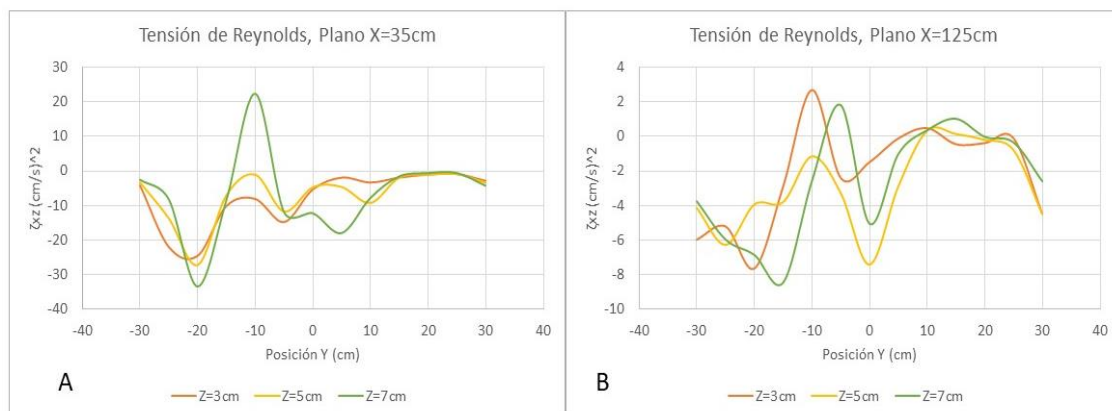 Tensión de Reynolds, Plano X=35cm
30
20
10
0
-10
-20
-30
-40
ζxz (cm/s)^2
-40 -30 -20 -10 0 10 20 30 40
Posición Y (cm)
A
Z=3cm Z=5cm Z=7cm
Tensión de Reynolds, Plano X=125cm
4
2
0
-2
-4
-6
-8
-10
ζxz (cm/s)^2
-40 -30 -20 -10 0 10 20 30 40
Posición Y (cm)
B
Z=3cm Z=5cm Z=7cm